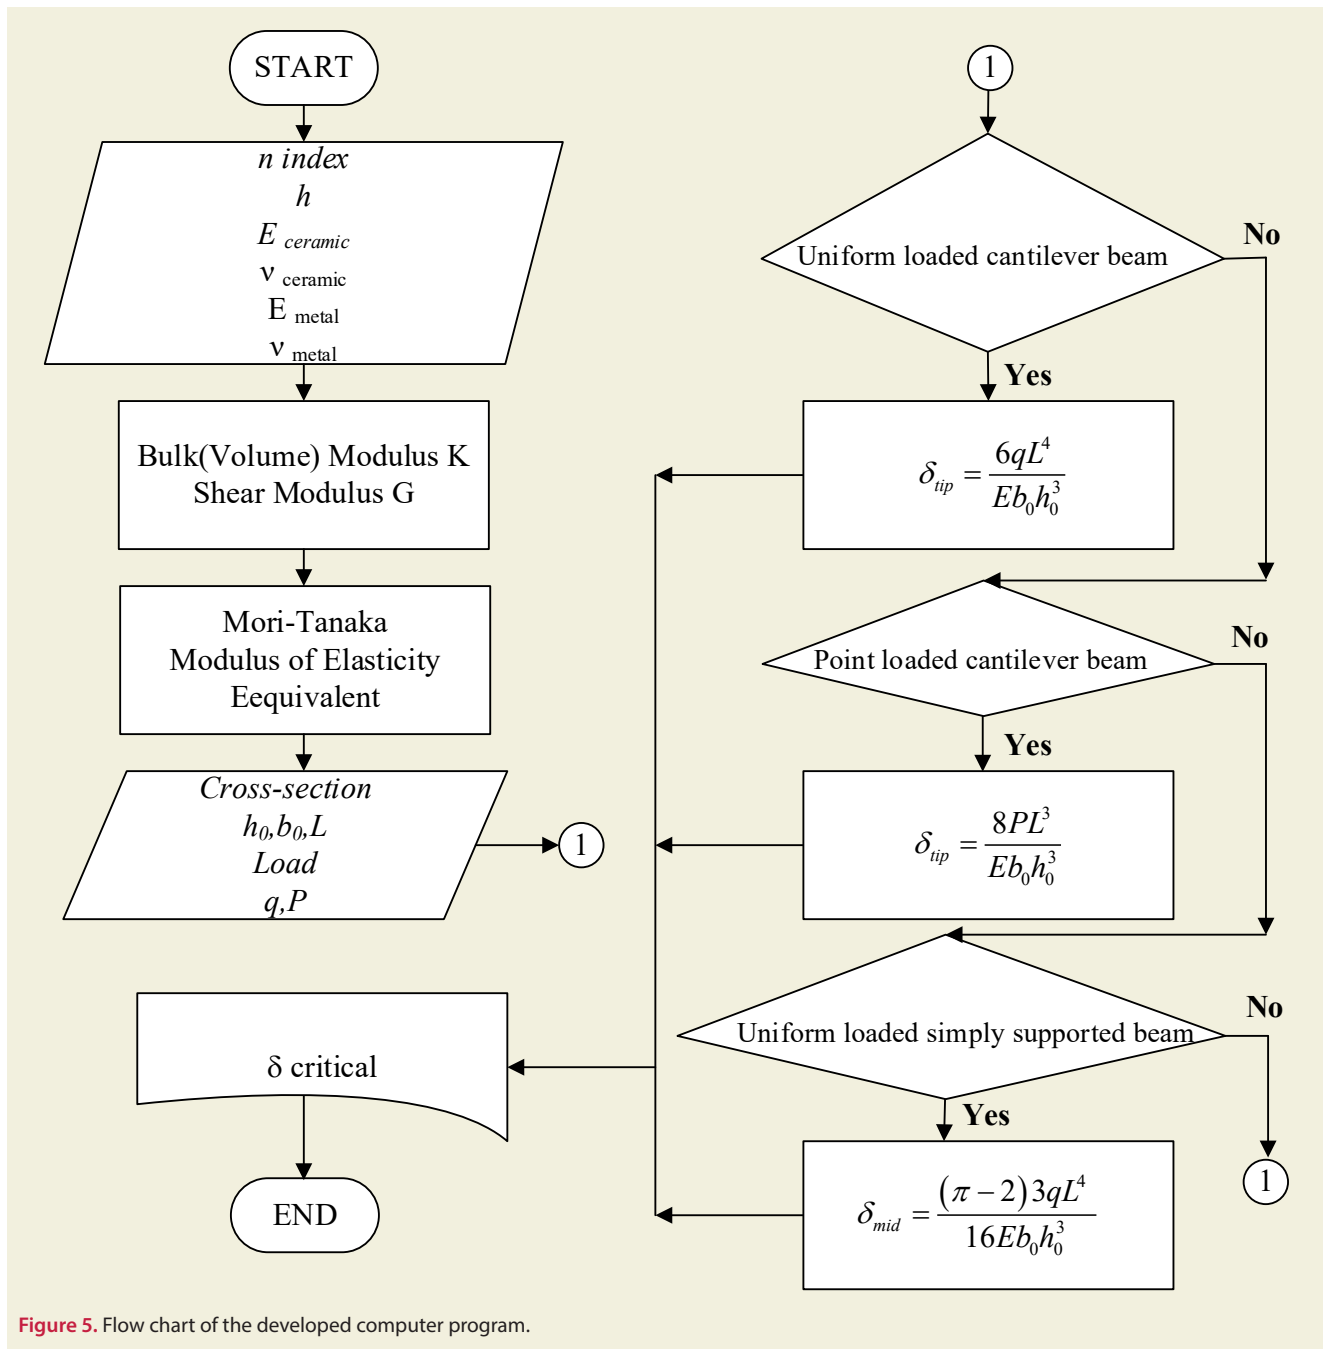 START
n index
h
E ceramic
ν ceramic
E metal
ν metal
Bulk(Volume) Modulus K
Shear Modulus G
Mori-Tanaka
Modulus of Elasticity
Eequivalent
Cross-section
h₀,b₀,L
Load
q,P
1
δ critical
END
1
Uniform loaded cantilever beam
No
Yes
δ_tip = 6qL⁴ / Eb₀h₀³
Point loaded cantilever beam
No
Yes
δ_tip = 8PL³ / Eb₀h₀³
Uniform loaded simply supported beam
No
Yes
1
δ_mid = (π − 2)3qL⁴ / 16Eb₀h₀³
Figure 5. Flow chart of the developed computer program.